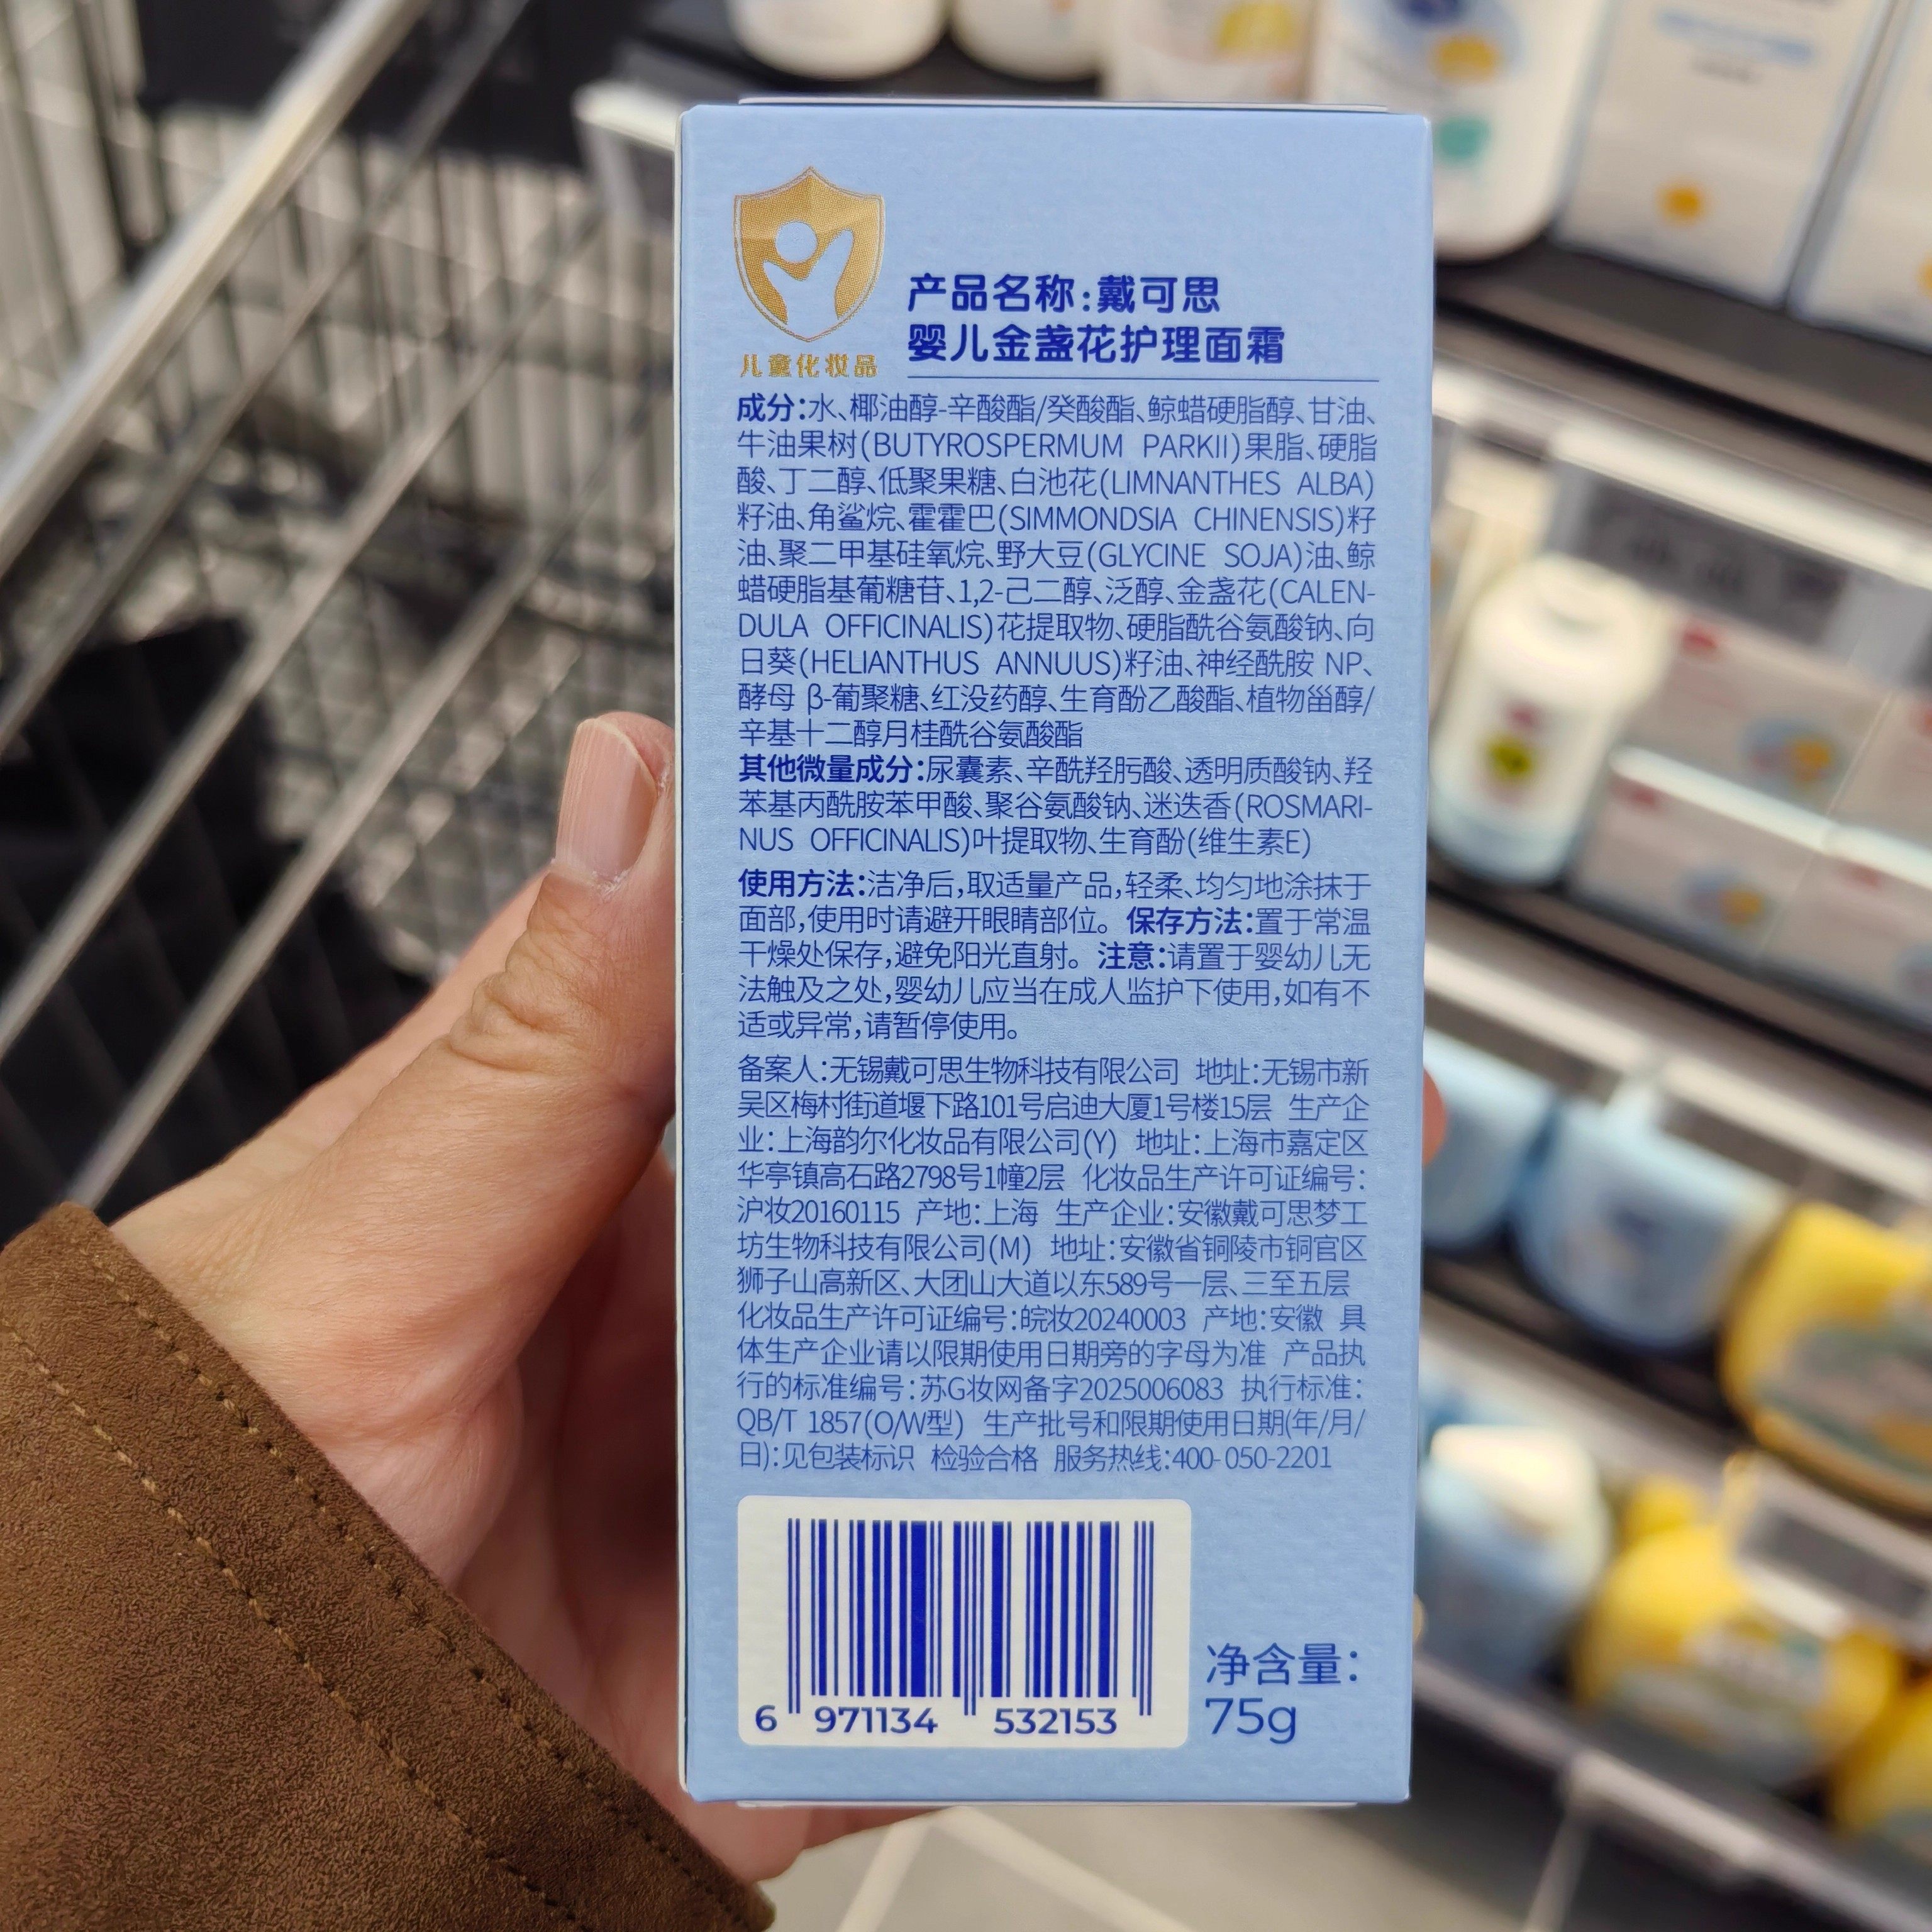 儿童化妆品
产品名称:戴可思
婴儿金盏花护理面霜
成分:水、椰油醇-辛酸酯/癸酸酯、鲸蜡硬脂醇、甘油、
牛油果树(BUTYROSPERMUM PARKII)果脂、硬脂
酸、丁二醇、低聚果糖、白池花(LIMNANTHES ALBA)
籽油、角鲨烷、霍霍巴(SIMMONDSIA CHINENSIS)籽
油、聚二甲基硅氧烷、野大豆(GLYCINE SOJA)油、鲸
蜡硬脂基葡糖苷、1,2-己二醇、泛醇、金盏花(CALEN-
DULA OFFICINALIS)花提取物、硬脂酰谷氨酸钠、向
日葵(HELIANTHUS ANNUUS)籽油、神经酰胺 NP、
酵母 β-葡聚糖、红没药醇、生育酚乙酸酯、植物甾醇/
辛基十二醇月桂酰谷氨酸酯
其他微量成分:尿囊素、辛酰羟肟酸、透明质酸钠、羟
苯基丙酰胺苯甲酸、聚谷氨酸钠、迷迭香(ROSMARI-
NUS OFFICINALIS)叶提取物、生育酚(维生素E)
使用方法:洁净后,取适量产品,轻柔、均匀地涂抹于
面部,使用时请避开眼睛部位。保存方法:置于常温
干燥处保存,避免阳光直射。注意:请置于婴幼儿无
法触及之处,婴幼儿应当在成人监护下使用,如有不
适或异常,请暂停使用。
备案人:无锡戴可思生物科技有限公司 地址:无锡市新
吴区梅村街道堰下路101号启迪大厦1号楼15层 生产企
业:上海韵尔化妆品有限公司(Y) 地址:上海市嘉定区
华亭镇高石路2798号1幢2层 化妆品生产许可证编号:
沪妆20160115 产地:上海 生产企业:安徽戴可思梦工
坊生物科技有限公司(M) 地址:安徽省铜陵市铜官区
狮子山高新区、大团山大道以东589号一层、三至五层
化妆品生产许可证编号:皖妆20240003 产地:安徽 具
体生产企业请以限期使用日期旁的字母为准 产品执
行的标准编号:苏G妆网备字2025006083 执行标准:
QB/T 1857(O/W型) 生产批号和限期使用日期(年/月/
日):见包装标识 检验合格 服务热线:400-050-2201
6 971134 532153
净含量:
75g